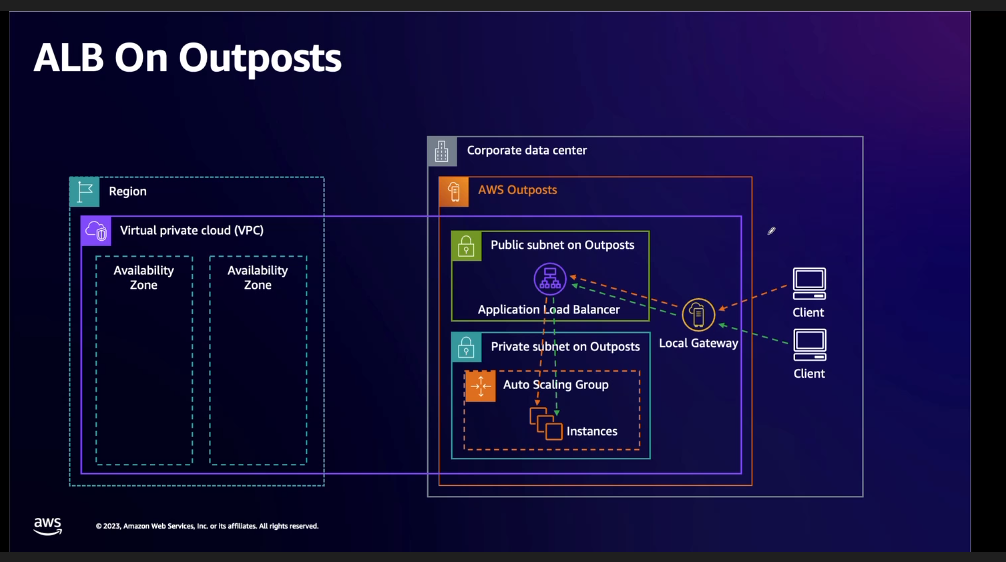 ALB On Outposts
Corporate data center
Region
AWS Outposts
Virtual private cloud (VPC)
Availability
Zone
Availability
Zone
Public subnet on Outposts
Application Load Balancer
Private subnet on Outposts
Auto Scaling Group
Instances
Local Gateway
Client
Client
aws
© 2023, Amazon Web Services, Inc. or its affiliates. All rights reserved.